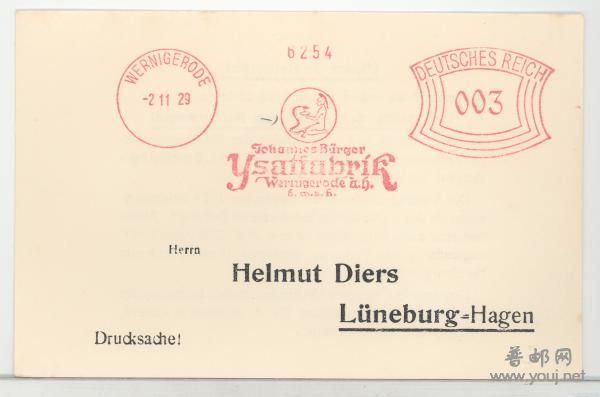 WERNIGERODE
-2 11 29
6254
DEUTSCHES REICH
003
Johannes Bürger
Ysatfabrik
Wernigerode a.H.
G.m.b.H.
Herrn
Helmut Diers
Lüneburg-Hagen
Drucksache!
普邮网
www.youj.net